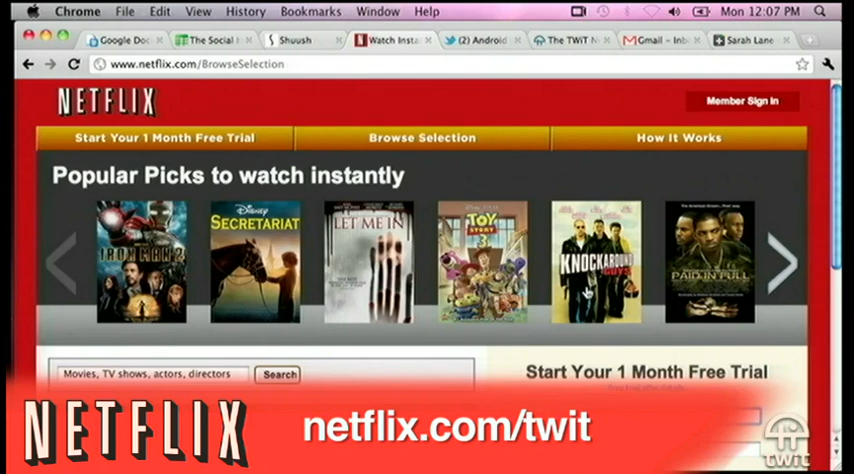 Chrome File Edit View History Bookmarks Window Help Mon 12:07 PM
Google Doc The Social Shuush Watch Insta (2) Android The TWiT N Gmail - Inb Sarah Lane
www.netflix.com/BrowseSelection
NETFLIX
Member Sign In
Start Your 1 Month Free Trial Browse Selection How It Works
Popular Picks to watch instantly
IRON MAN 2
Disney
SECRETARIAT
LET ME IN
TOY
STORY
3
KNOCKAROUND
GUYS
PAID IN FULL
Movies, TV shows, actors, directors Search
Start Your 1 Month Free Trial
NETFLIX netflix.com/twit
twit